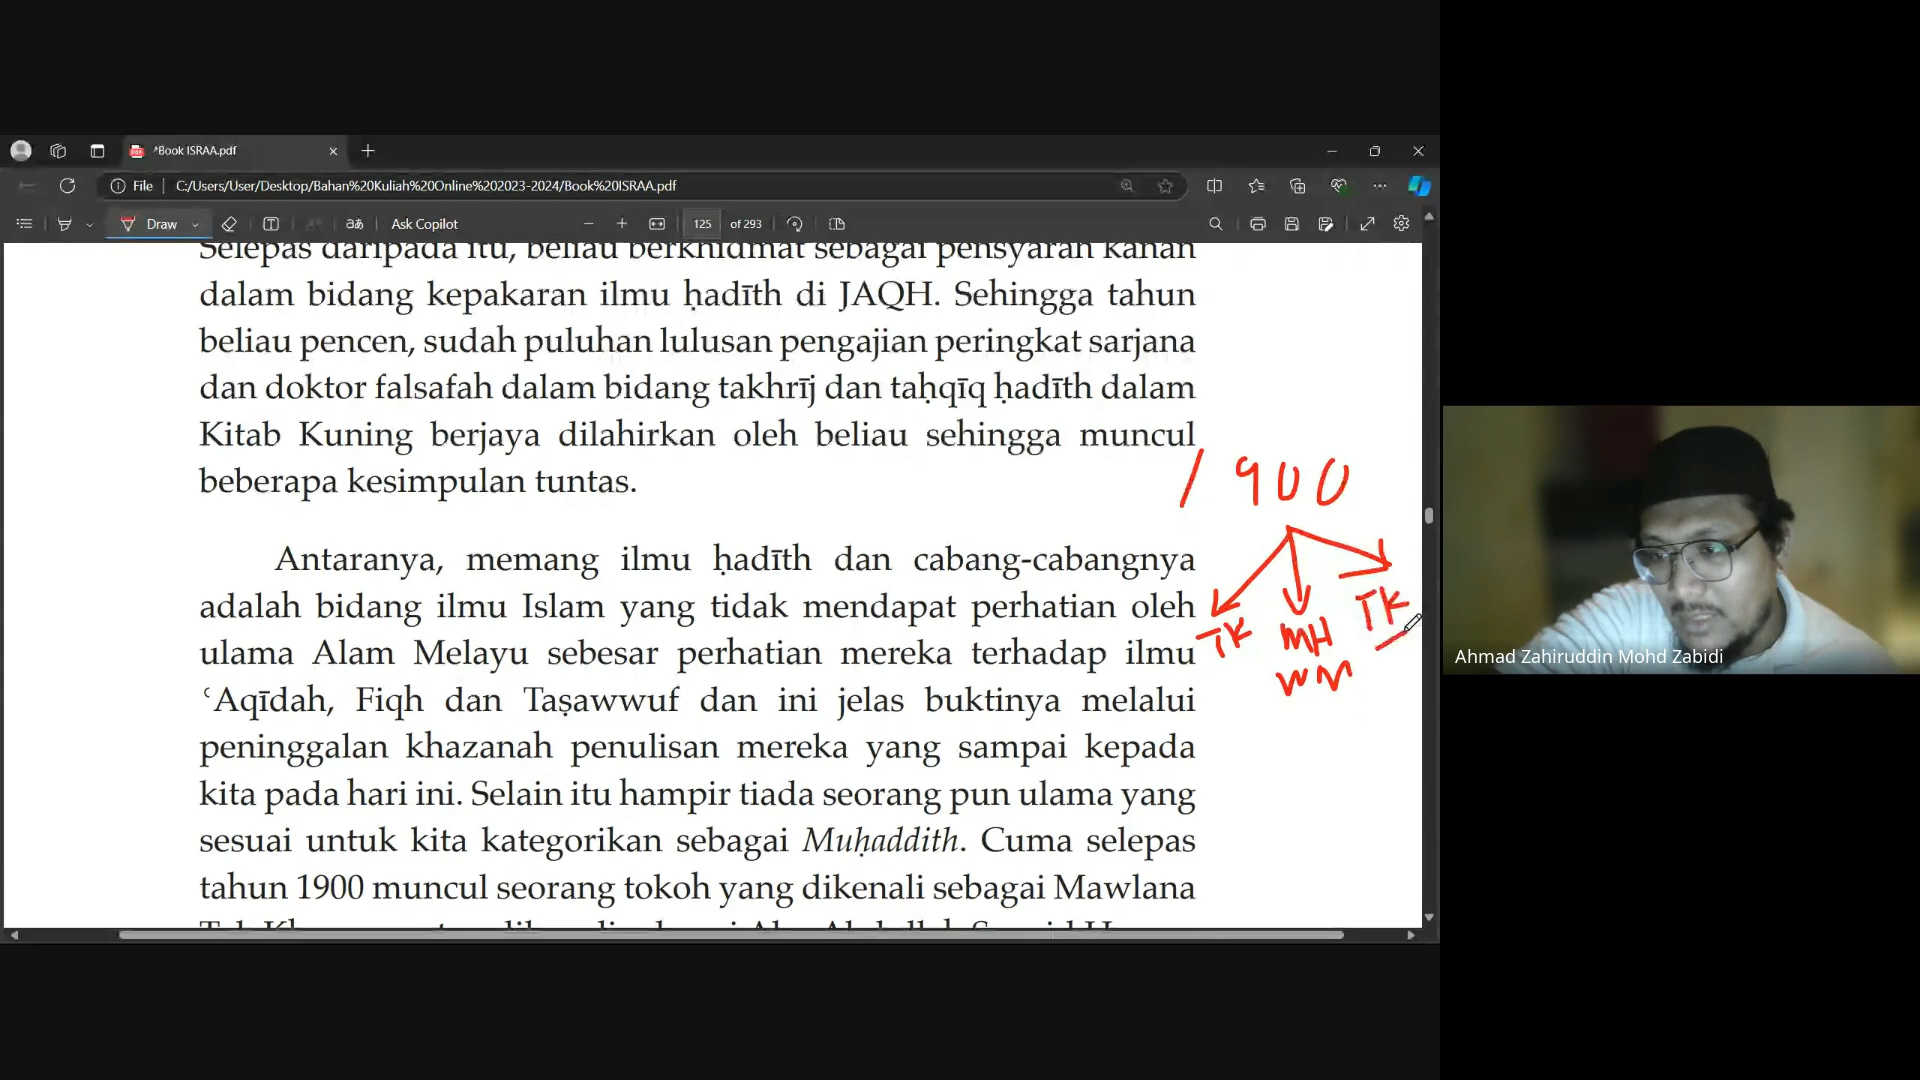 *Book ISRAA.pdf
File
C:/Users/User/Desktop/Bahan%20Kuliah%20Online%202023-2024/Book%20ISRAA.pdf
Draw
aあ
Ask Copilot
125
of 293
Selepas daripada itu, beliau berkhidmat sebagai pensyarah kanan
dalam bidang kepakaran ilmu ḥadīth di JAQH. Sehingga tahun
beliau pencen, sudah puluhan lulusan pengajian peringkat sarjana
dan doktor falsafah dalam bidang takhrīj dan taḥqīq ḥadīth dalam
Kitab Kuning berjaya dilahirkan oleh beliau sehingga muncul
beberapa kesimpulan tuntas.
Antaranya, memang ilmu ḥadīth dan cabang-cabangnya
adalah bidang ilmu Islam yang tidak mendapat perhatian oleh
ulama Alam Melayu sebesar perhatian mereka terhadap ilmu
ʿAqīdah, Fiqh dan Taṣawwuf dan ini jelas buktinya melalui
peninggalan khazanah penulisan mereka yang sampai kepada
kita pada hari ini. Selain itu hampir tiada seorang pun ulama yang
sesuai untuk kita kategorikan sebagai Muḥaddith. Cuma selepas
tahun 1900 muncul seorang tokoh yang dikenali sebagai Mawlana
1900
TK
MH
TK
Ahmad Zahiruddin Mohd Zabidi